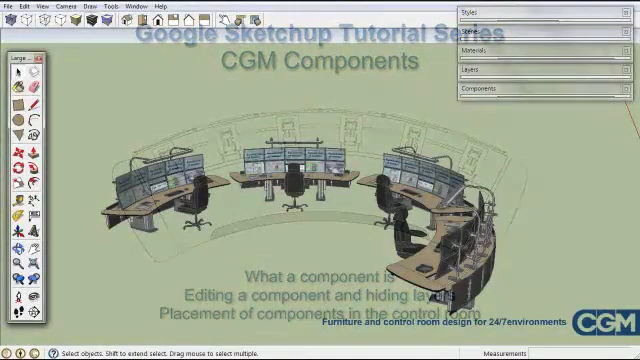 File Edit View Camera Draw Tools Window Help
Google Sketchup Tutorial Series
CGM Components
Styles
Scenes
Materials
Layers
Components
Large ...
What a component is
Editing a component and hiding layers
Placement of components in the control room
Furniture and control room design for 24/7environments
CGM
Select objects. Shift to extend select. Drag mouse to select multiple.
Measurements